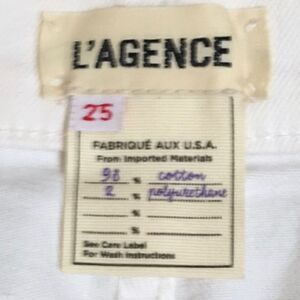 L'AGENCE
25
FABRIQUÉ AUX U.S.A.
From Imported Materials
98 % cotton
2 % polyurethane
%
%
See Care Label
For Wash Instructions